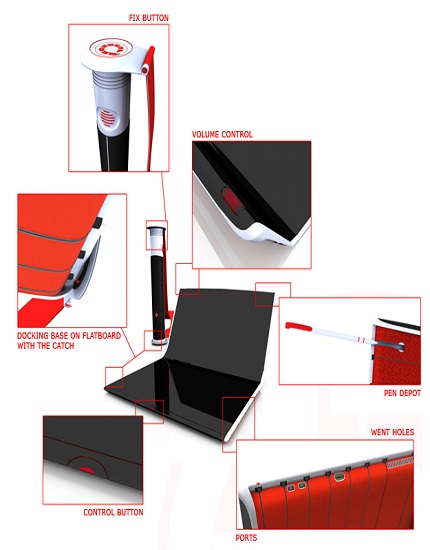 FIX BUTTON
VOLUME CONTROL
DOCKING BASE ON FLATBOARD
WITH THE CATCH
PEN DEPOT
WENT HOLES
CONTROL BUTTON
PORTS